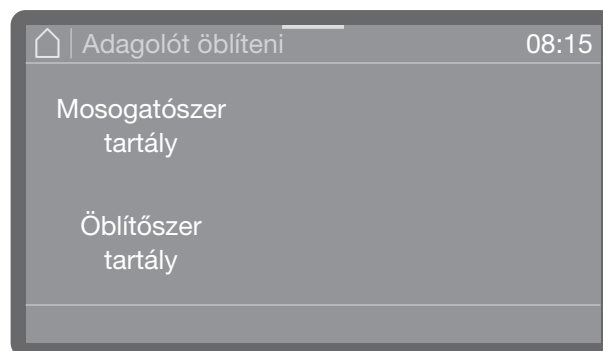 Adagolót öblíteni 08:15
Mosogatószer
tartály
Öblítőszer
tartály